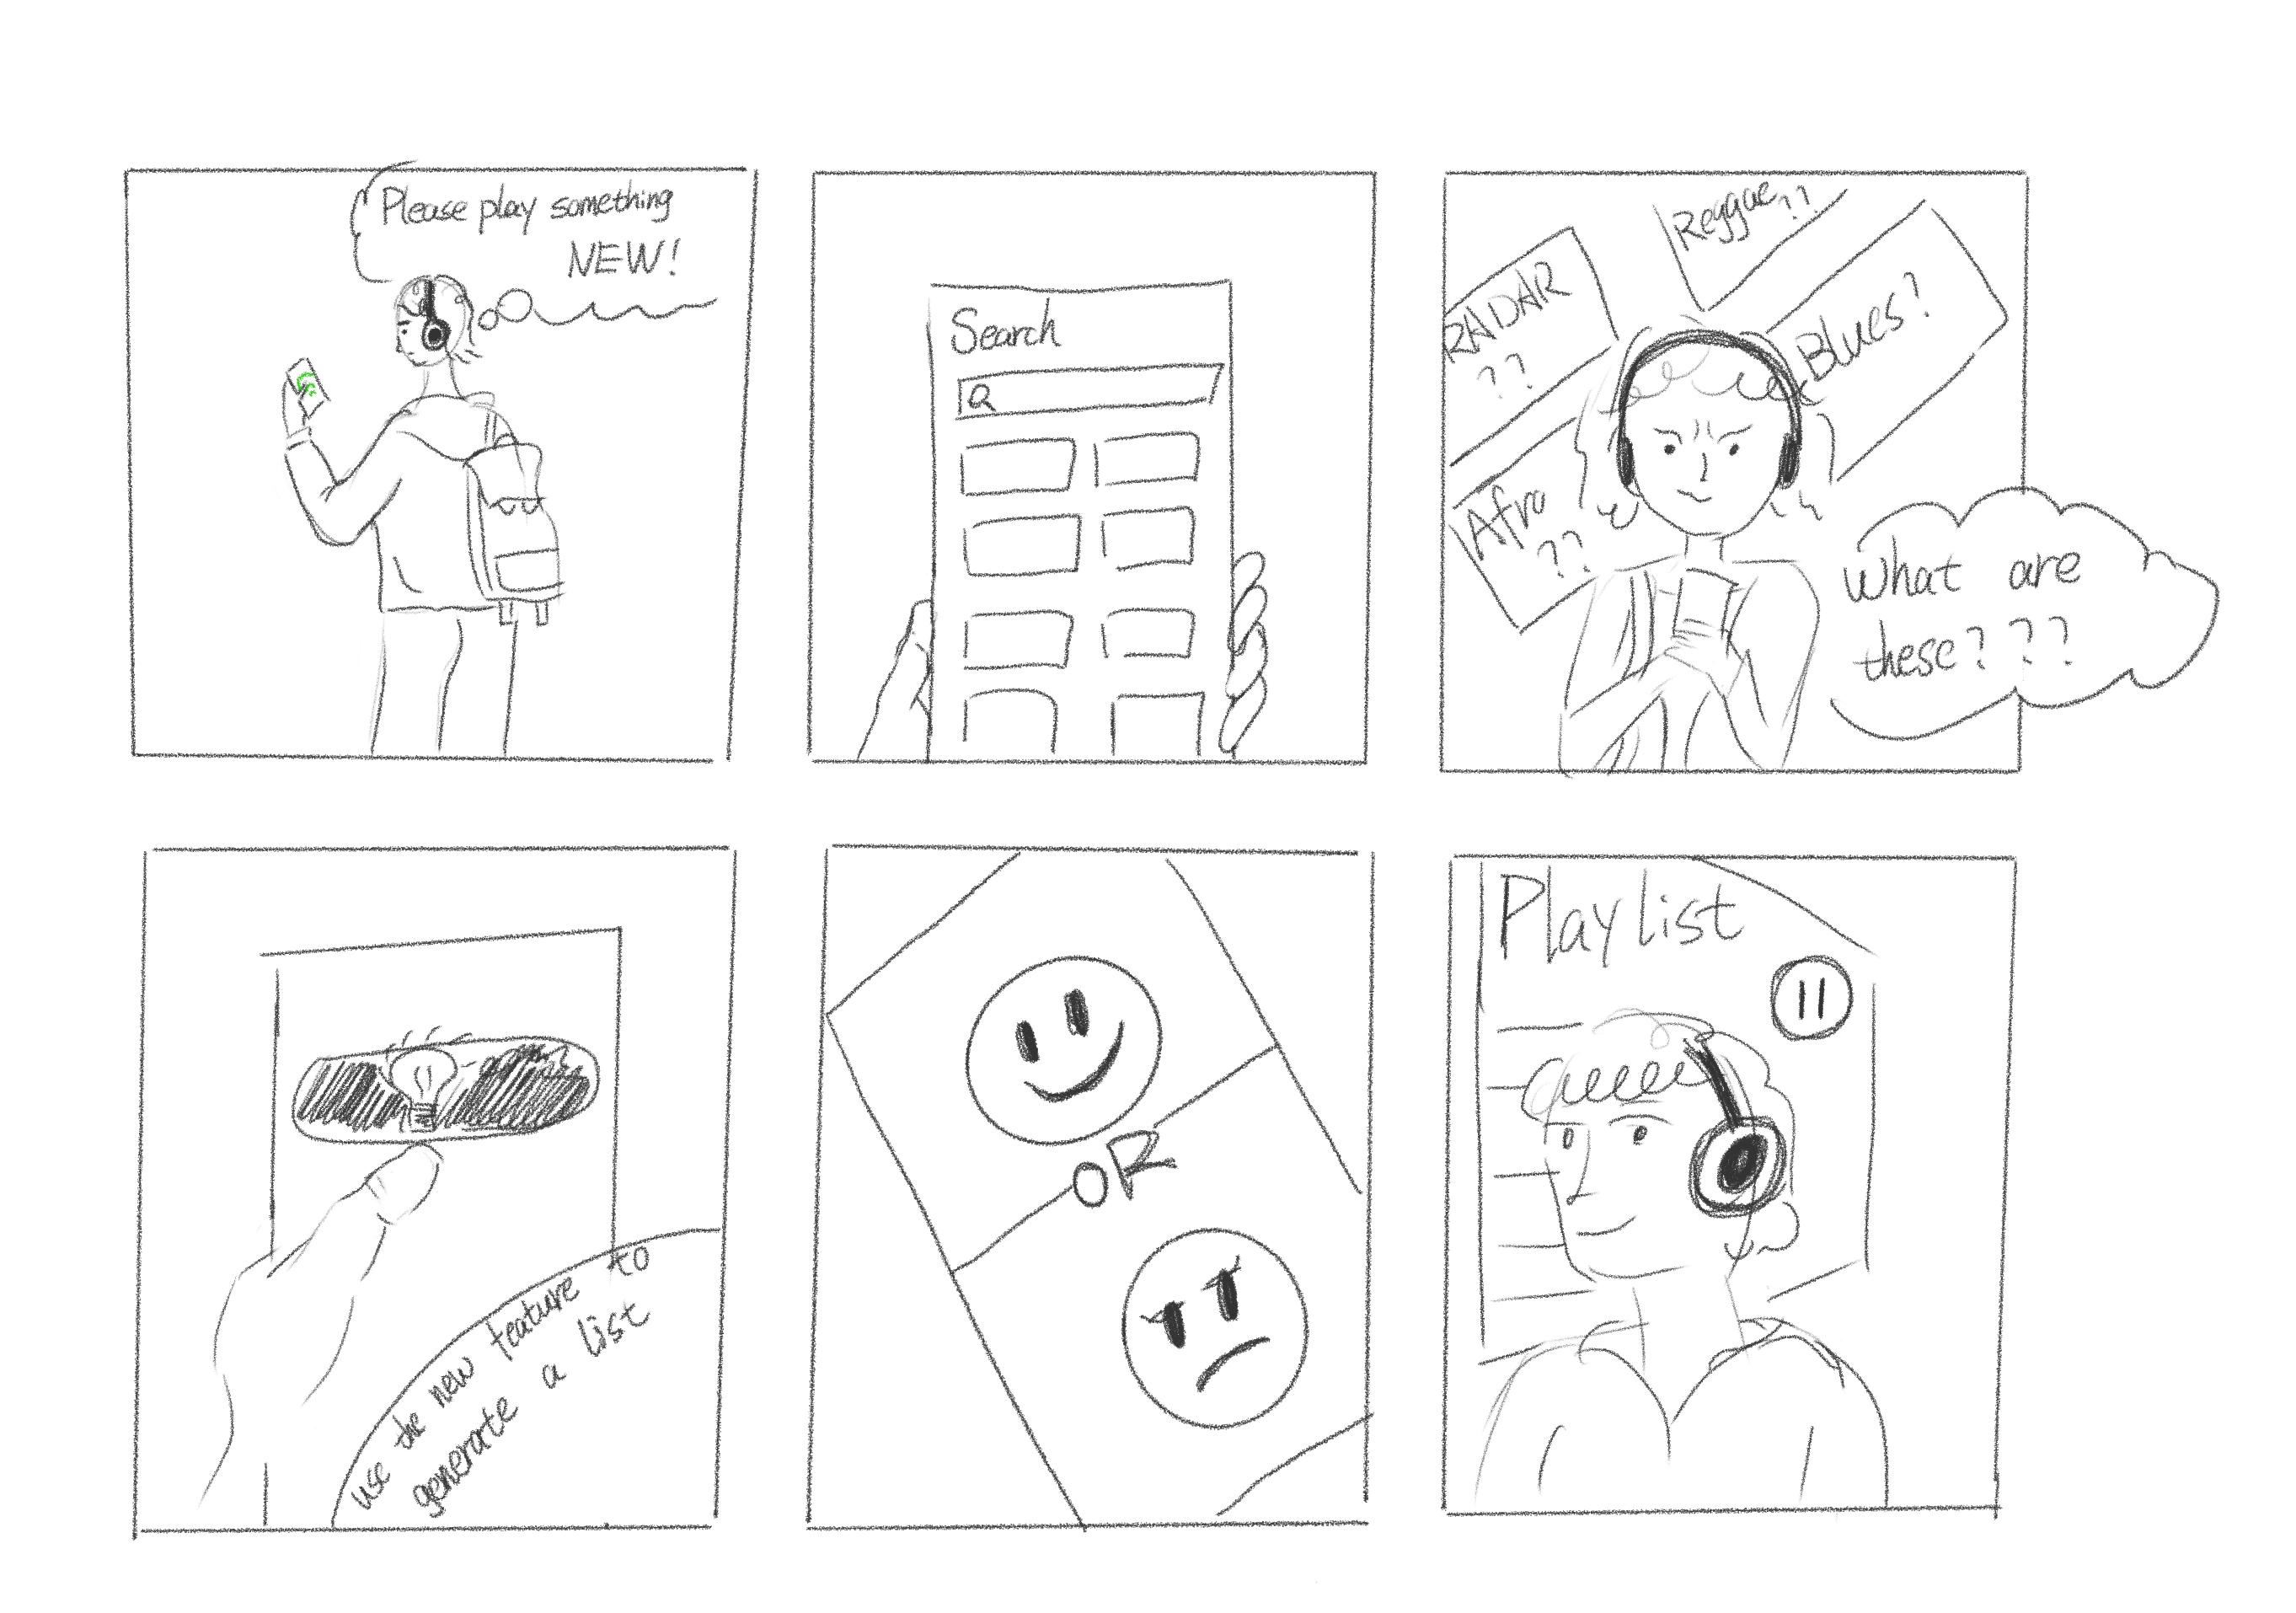 Please play something
NEW!
Search
RADAR
??
Reggae??
Blues?
Afro
??
What are
these???
use the new feature to
generate a list
OR
Playlist